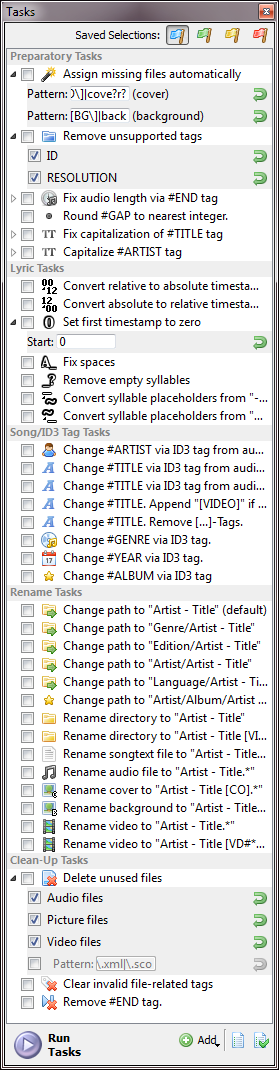 Tasks
Saved Selections:
Preparatory Tasks
Assign missing files automatically
Pattern: )\]|cove?r? (cover)
Pattern: [BG\]|back (background)
Remove unsupported tags
ID
RESOLUTION
Fix audio length via #END tag
Round #GAP to nearest integer.
TT Fix capitalization of #TITLE tag
TT Capitalize #ARTIST tag
Lyric Tasks
Convert relative to absolute timesta...
Convert absolute to relative timesta...
Set first timestamp to zero
Start: 0
Fix spaces
Remove empty syllables
Convert syllable placeholders from "-...
Convert syllable placeholders from "...
Song/ID3 Tag Tasks
Change #ARTIST via ID3 tag from au...
Change #TITLE via ID3 tag from audi...
Change #TITLE via ID3 tag from audi...
Change #TITLE. Append "[VIDEO]" if ...
Change #TITLE. Remove [...]-Tags.
Change #GENRE via ID3 tag.
Change #YEAR via ID3 tag.
Change #ALBUM via ID3 tag
Rename Tasks
Change path to "Artist - Title" (default)
Change path to "Genre/Artist - Title"
Change path to "Edition/Artist - Title"
Change path to "Artist/Artist - Title"
Change path to "Language/Artist - Ti...
Change path to "Artist/Album/Artist ...
Rename directory to "Artist - Title"
Rename directory to "Artist - Title [VI...
Rename songtext file to "Artist - Title...
Rename audio file to "Artist - Title.*"
Rename cover to "Artist - Title [CO].*"
Rename background to "Artist - Title...
Rename video to "Artist - Title.*"
Rename video to "Artist - Title [VD#*...
Clean-Up Tasks
Delete unused files
Audio files
Picture files
Video files
Pattern: \.xml|\.sco
Clear invalid file-related tags
Remove #END tag.
Run
Tasks
Add